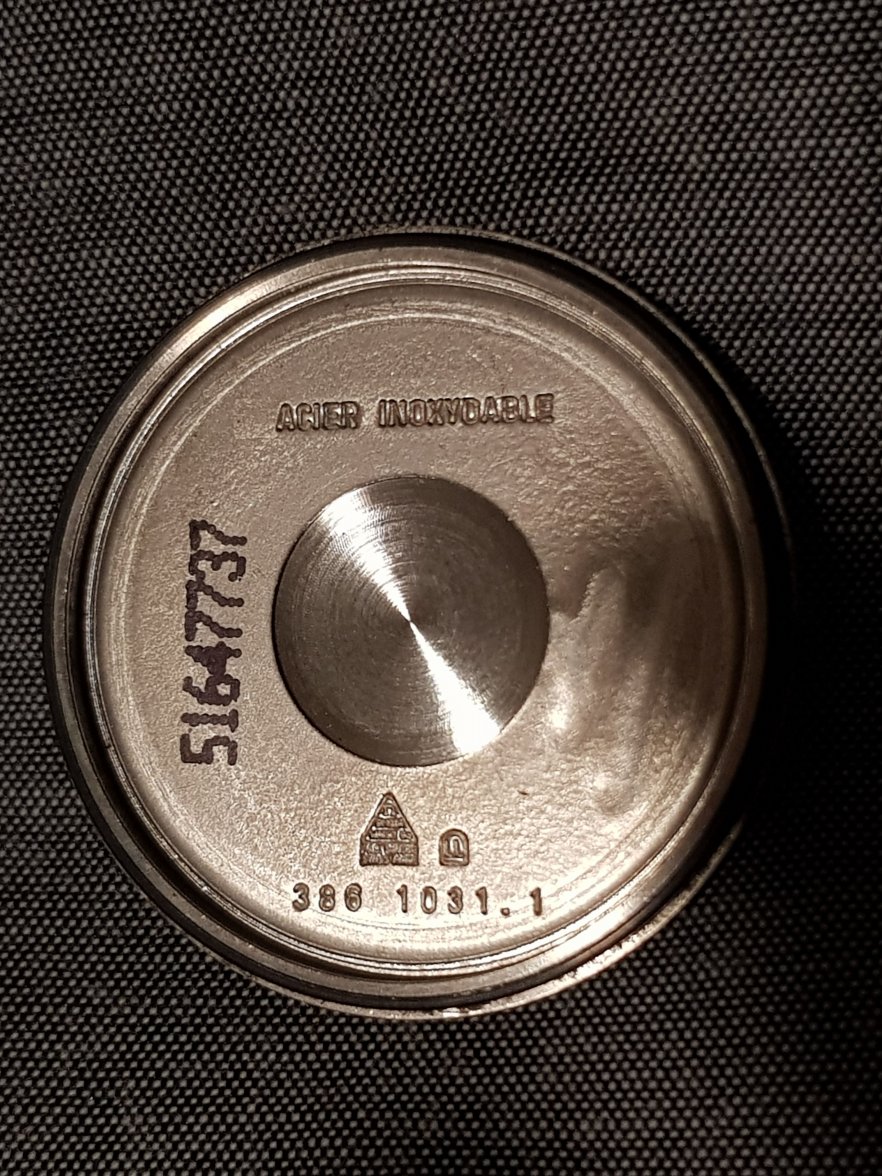 ACIER INOXYDABLE
51647737
386 1031.1